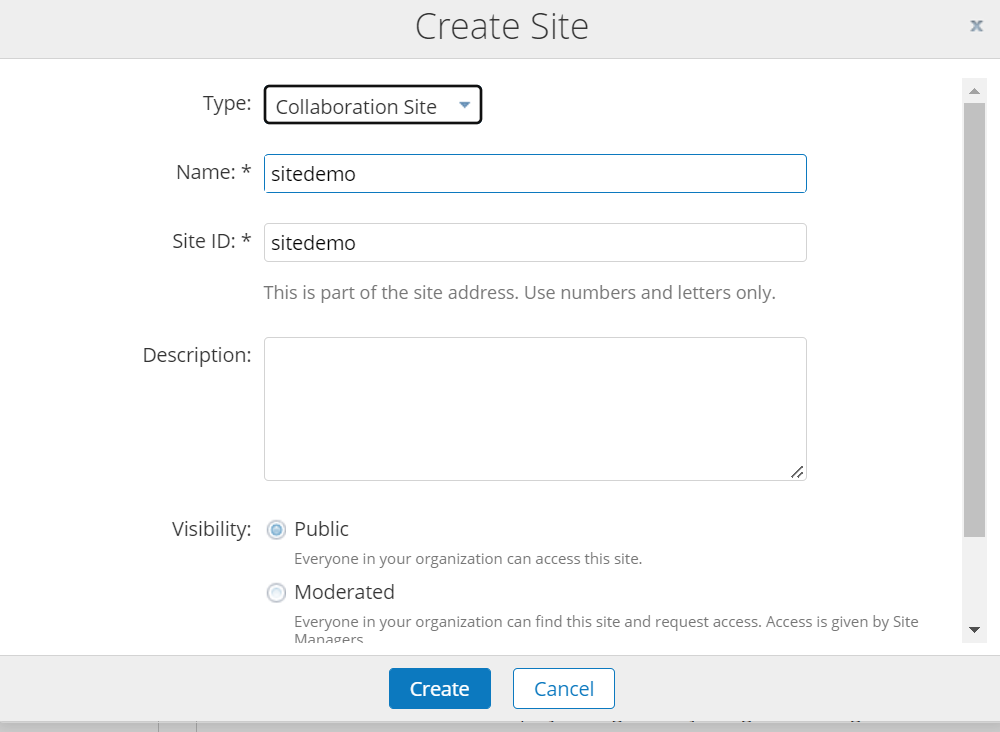 Create Site
x
Type: Collaboration Site
Name: * sitedemo
Site ID: * sitedemo
This is part of the site address. Use numbers and letters only.
Description:
Visibility: Public
Everyone in your organization can access this site.
Moderated
Everyone in your organization can find this site and request access. Access is given by Site
Managers
Create Cancel